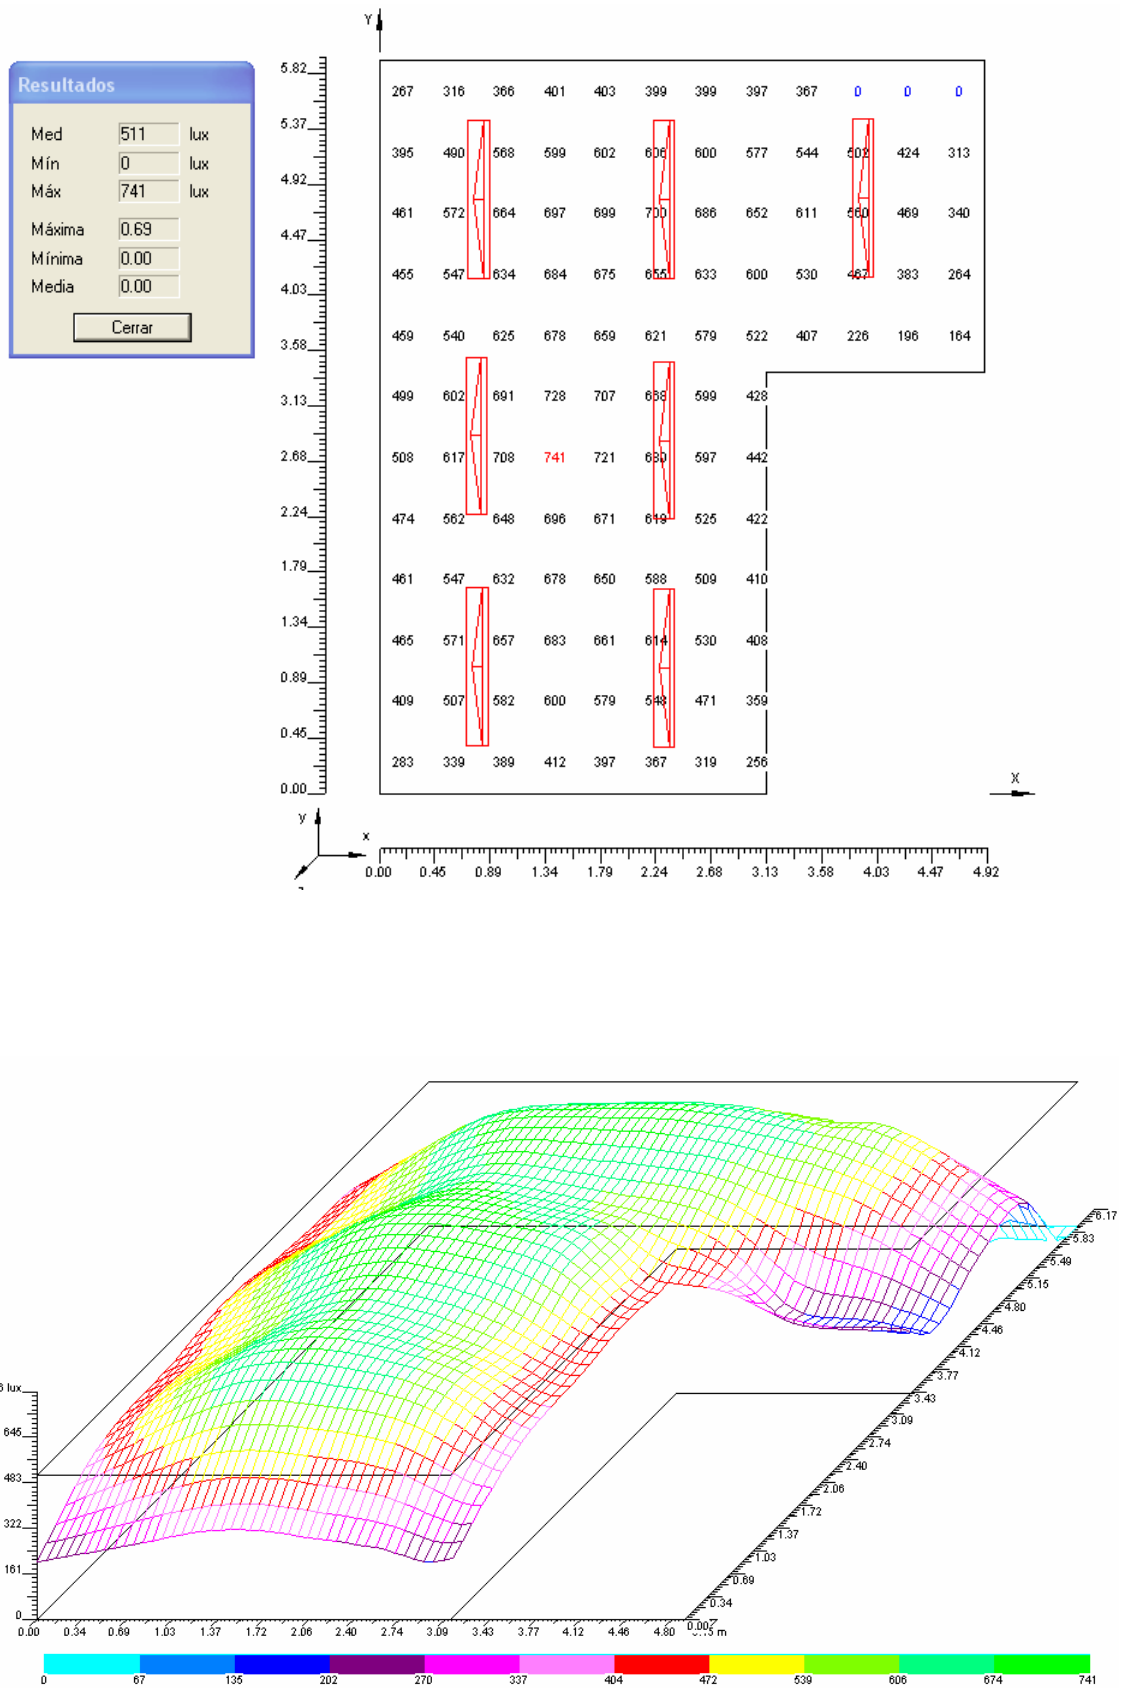 Y
Resultados
Med 511 lux
Mín 0 lux
Máx 741 lux
Máxima 0.69
Mínima 0.00
Media 0.00
Cerrar
5.82
5.37
4.92
4.47
4.03
3.58
3.13
2.68
2.24
1.79
1.34
0.89
0.45
0.00
267 316 366 401 403 399 399 397 367 0 0 0
395 490 568 599 602 606 600 577 544 502 424 313
461 572 664 697 699 700 686 652 611 560 469 340
455 547 634 684 675 655 633 600 530 467 383 264
459 540 625 678 659 621 579 522 407 226 196 164
499 602 691 728 707 668 599 428
508 617 708 741 721 680 597 442
474 562 648 696 671 619 525 422
461 547 632 678 650 588 509 410
465 571 657 683 661 614 530 408
409 507 582 600 579 548 471 359
283 339 389 412 397 367 319 256
X
y
x
0.00 0.45 0.89 1.34 1.79 2.24 2.68 3.13 3.58 4.03 4.47 4.92
6.17
5.83
5.49
5.15
4.80
4.46
4.12
3.77
3.43
3.09
2.74
2.40
2.06
1.72
1.37
1.03
0.69
0.34
0.00
lux
645
483
322
161
0
0.00 0.34 0.69 1.03 1.37 1.72 2.06 2.40 2.74 3.09 3.43 3.77 4.12 4.46 4.80 m
0 67 135 202 270 337 404 472 539 606 674 741